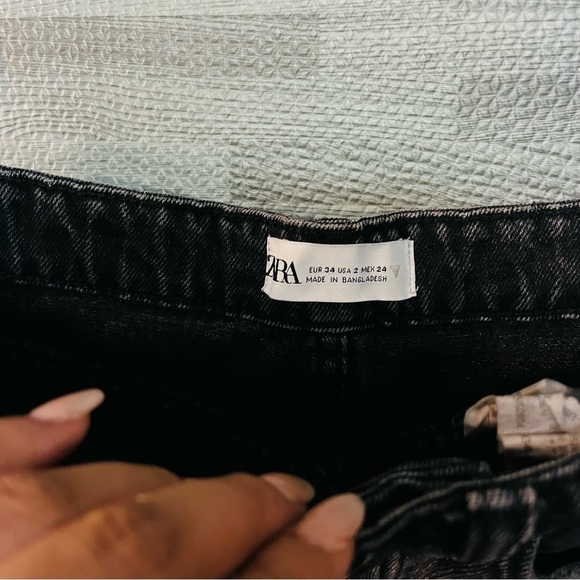 ZARA
EUR 34 USA 2 MEX 24
MADE IN BANGLADESH